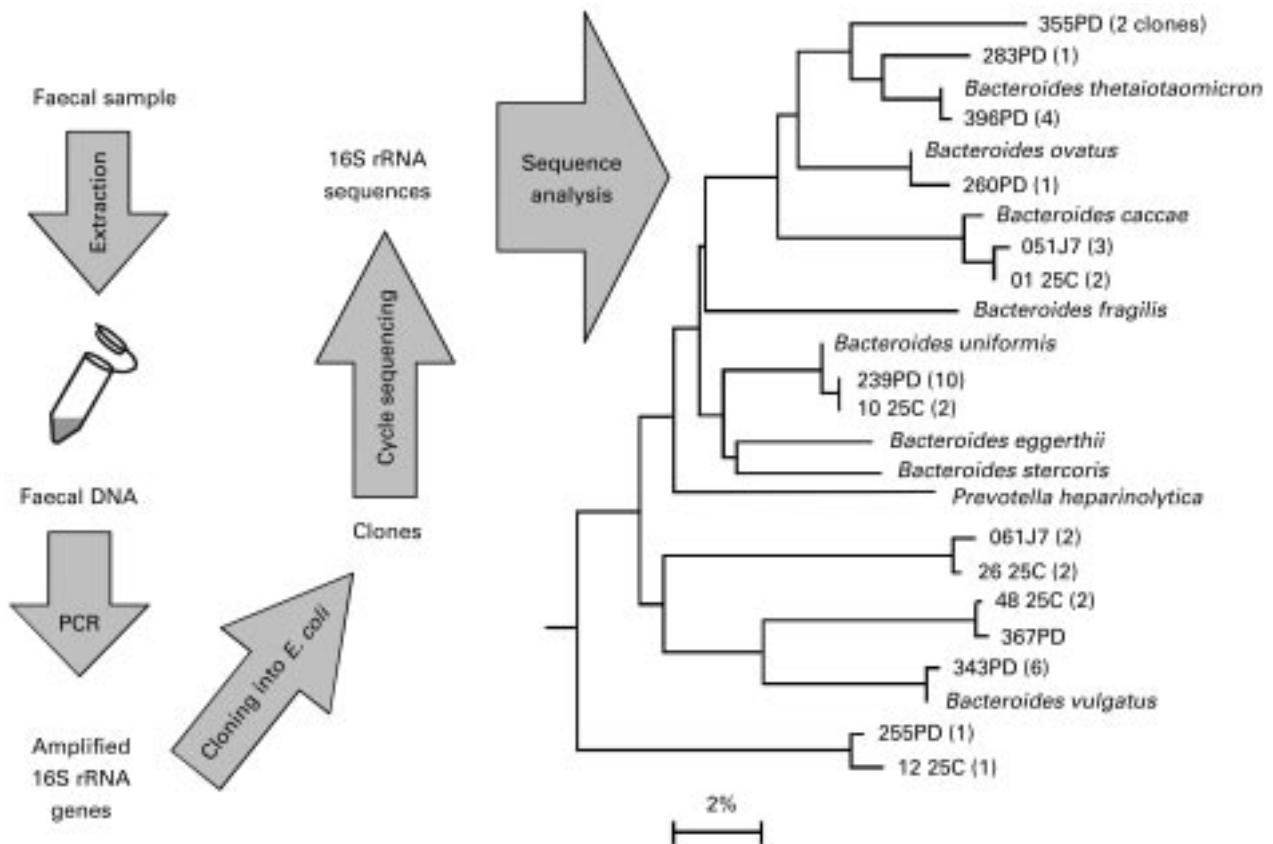 Faecal sample
Extraction
Faecal DNA
PCR
Amplified
16S rRNA
genes
Cloning into E. coli
Clones
Cycle sequencing
16S rRNA
sequences
Sequence
analysis
355PD (2 clones)
283PD (1)
Bacteroides thetaiotaomicron
396PD (4)
Bacteroides ovatus
260PD (1)
Bacteroides caccae
051J7 (3)
01 25C (2)
Bacteroides fragilis
Bacteroides uniformis
239PD (10)
10 25C (2)
Bacteroides eggerthii
Bacteroides stercoris
Prevotella heparinolytica
061J7 (2)
26 25C (2)
48 25C (2)
367PD
343PD (6)
Bacteroides vulgatus
255PD (1)
12 25C (1)
2%